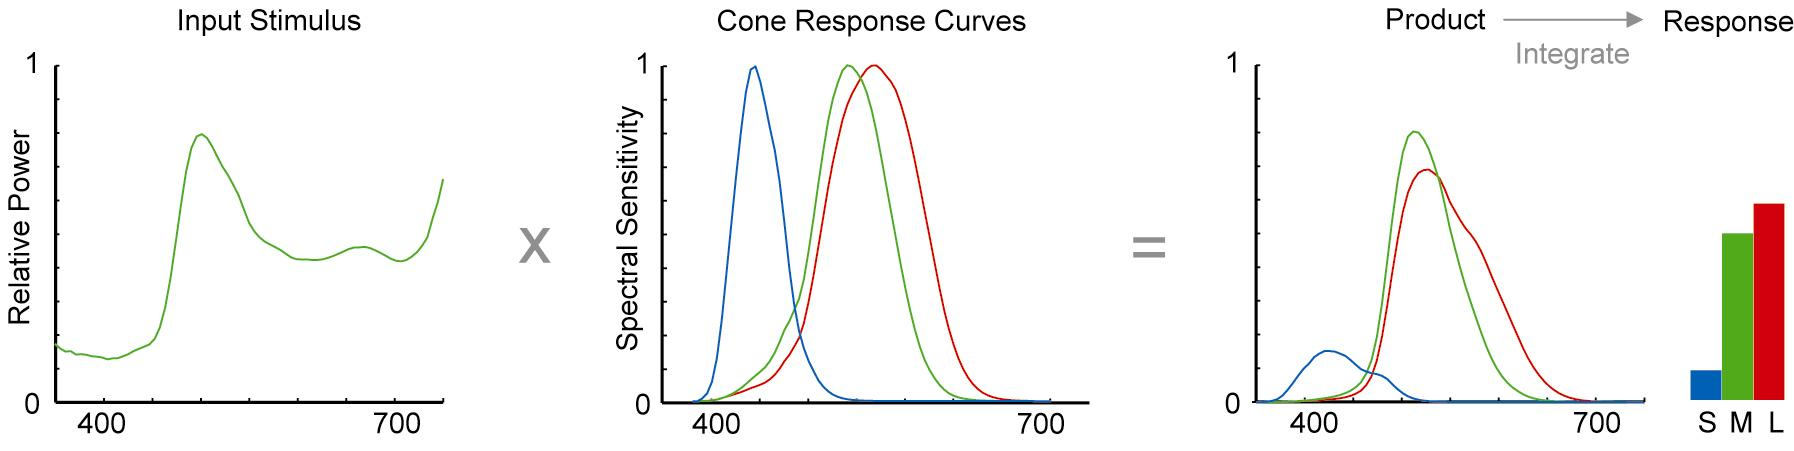 Input Stimulus
Cone Response Curves
Product
Response
Integrate
1
Relative Power
0
400
700
x
1
Spectral Sensitivity
0
400
700
=
1
0
400
700
S M L